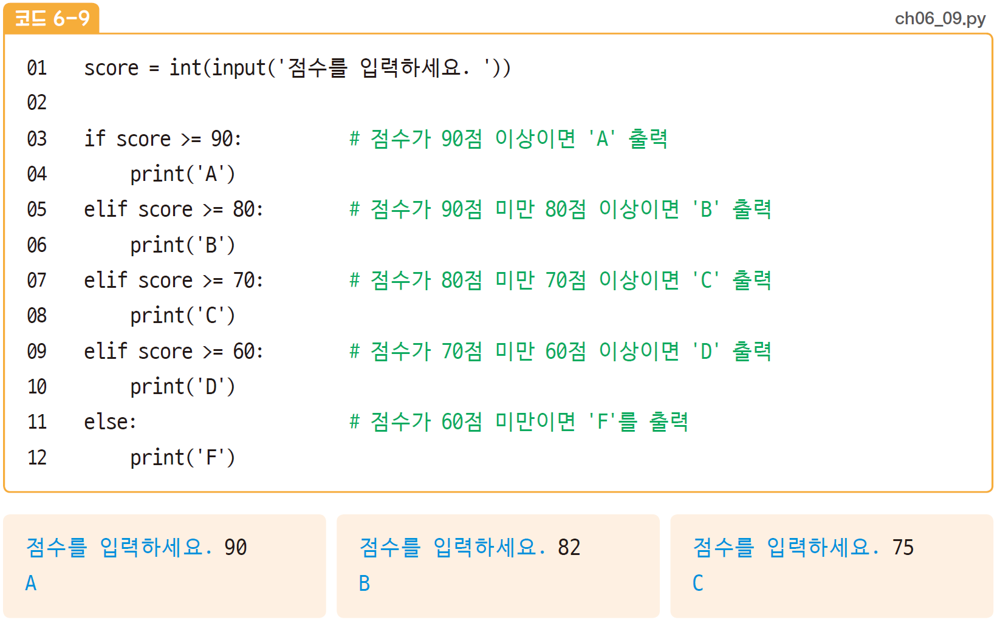 코드 6-9
ch06_09.py
01 score = int(input('점수를 입력하세요. '))
02
03 if score >= 90: # 점수가 90점 이상이면 'A' 출력
04 print('A')
05 elif score >= 80: # 점수가 90점 미만 80점 이상이면 'B' 출력
06 print('B')
07 elif score >= 70: # 점수가 80점 미만 70점 이상이면 'C' 출력
08 print('C')
09 elif score >= 60: # 점수가 70점 미만 60점 이상이면 'D' 출력
10 print('D')
11 else: # 점수가 60점 미만이면 'F'를 출력
12 print('F')
점수를 입력하세요. 90
A
점수를 입력하세요. 82
B
점수를 입력하세요. 75
C